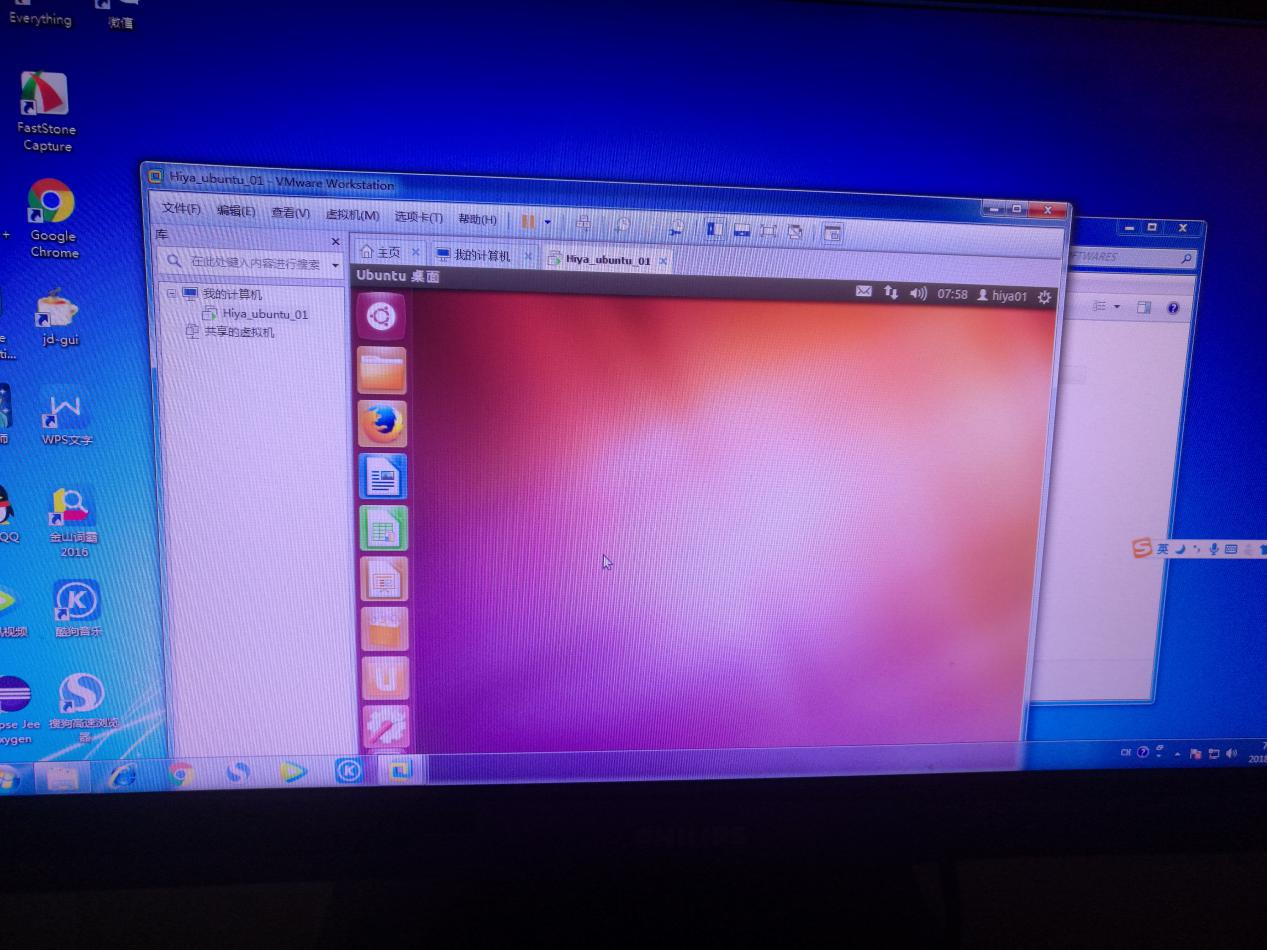 Everything
微信
FastStone
Capture
Google
Chrome
jd-gui
WPS文字
QQ
金山词霸
2016
视频
酷狗音乐
搜狗高速浏览
器
Hiya_ubuntu_01 - VMware Workstation
文件(F) 编辑(E) 查看(V) 虚拟机(M) 选项卡(T) 帮助(H)
库
在此处键入内容进行搜索
我的计算机
Hiya_ubuntu_01
共享的虚拟机
主页 我的计算机 Hiya_ubuntu_01
Ubuntu 桌面
07:58 hiya01
英
CH
2018